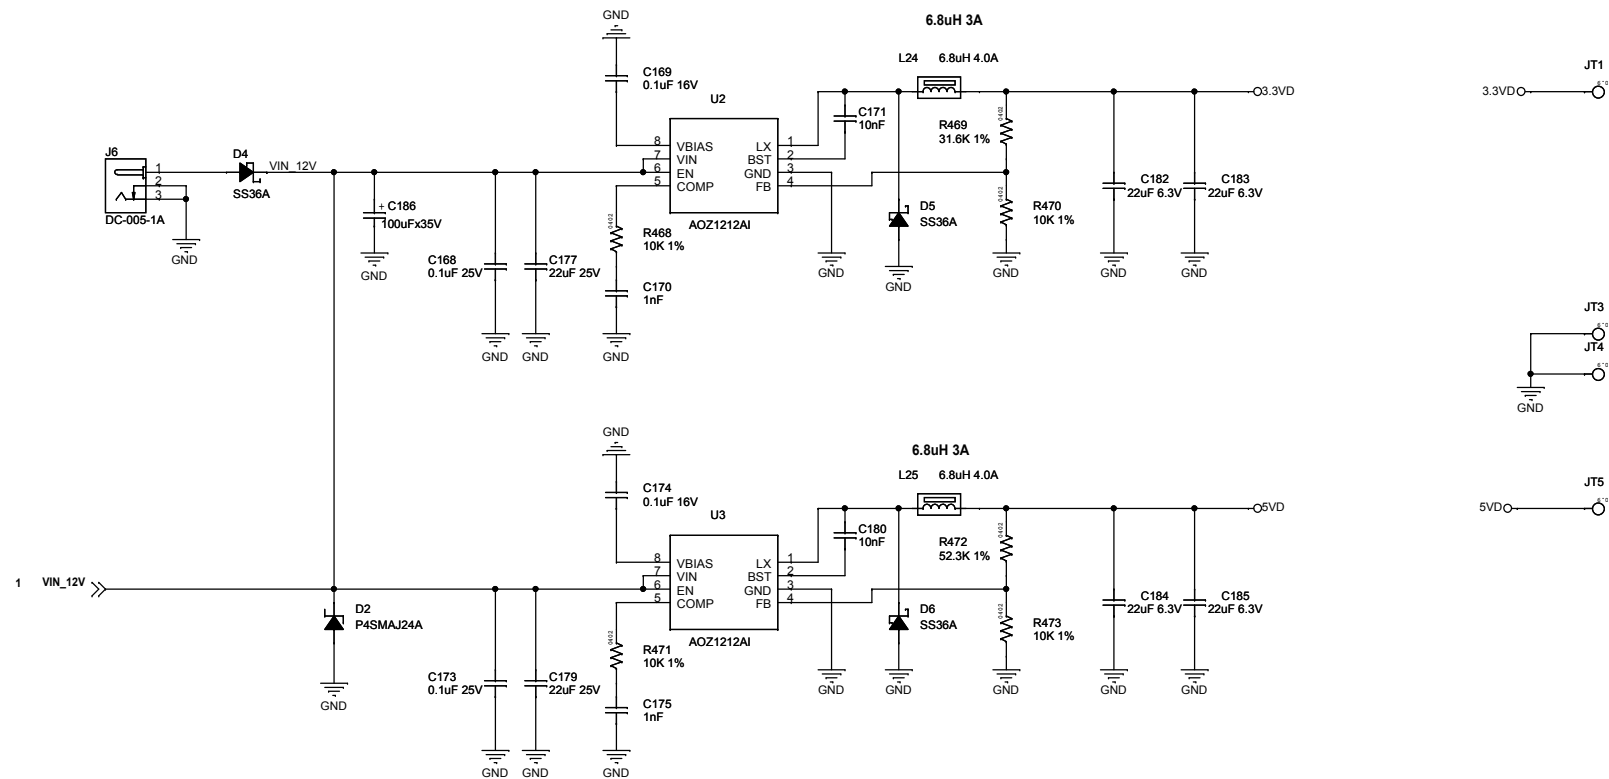 GND
6.8uH 3A
C169
0.1uF 16V
L24 6.8uH 4.0A
JT1
U2
C171
10nF
3.3VD
3.3VD
R469
31.6K 1%
0402
J6
1
2
3
DC-005-1A
GND
D4
SS36A
VIN_12V
8 VBIAS LX 1
7 VIN BST 2
6 EN GND 3
5 COMP FB 4
AOZ1212AI
+ C186
100uFx35V
GND
C168
0.1uF 25V
GND
C177
22uF 25V
GND
0402
R468
10K 1%
C170
1nF
GND
GND
D5
SS36A
GND
0402
R470
10K 1%
GND
C182
22uF 6.3V
GND
C183
22uF 6.3V
GND
JT3
JT4
GND
GND
6.8uH 3A
C174
0.1uF 16V
L25 6.8uH 4.0A
JT5
U3
C180
10nF
5VD
5VD
0402
R472
52.3K 1%
8 VBIAS LX 1
7 VIN BST 2
6 EN GND 3
5 COMP FB 4
AOZ1212AI
1 VIN_12V
D2
P4SMAJ24A
GND
C173
0.1uF 25V
GND
C179
22uF 25V
GND
0402
R471
10K 1%
C175
1nF
GND
GND
D6
SS36A
GND
0402
R473
10K 1%
GND
C184
22uF 6.3V
GND
C185
22uF 6.3V
GND